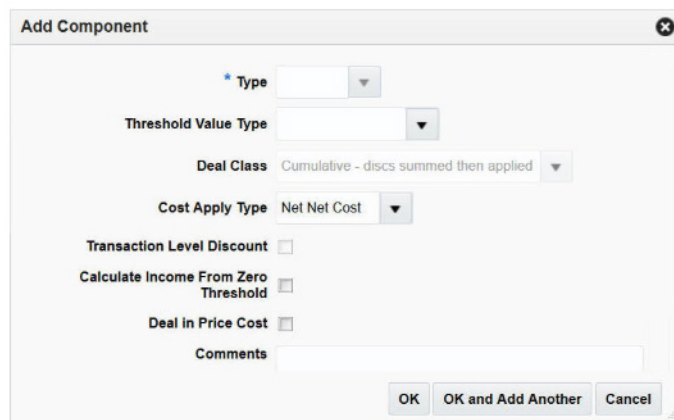 Add Component
* Type
Threshold Value Type
Deal Class Cumulative - discs summed then applied
Cost Apply Type Net Net Cost
Transaction Level Discount
Calculate Income From Zero
Threshold
Deal in Price Cost
Comments
OK OK and Add Another Cancel